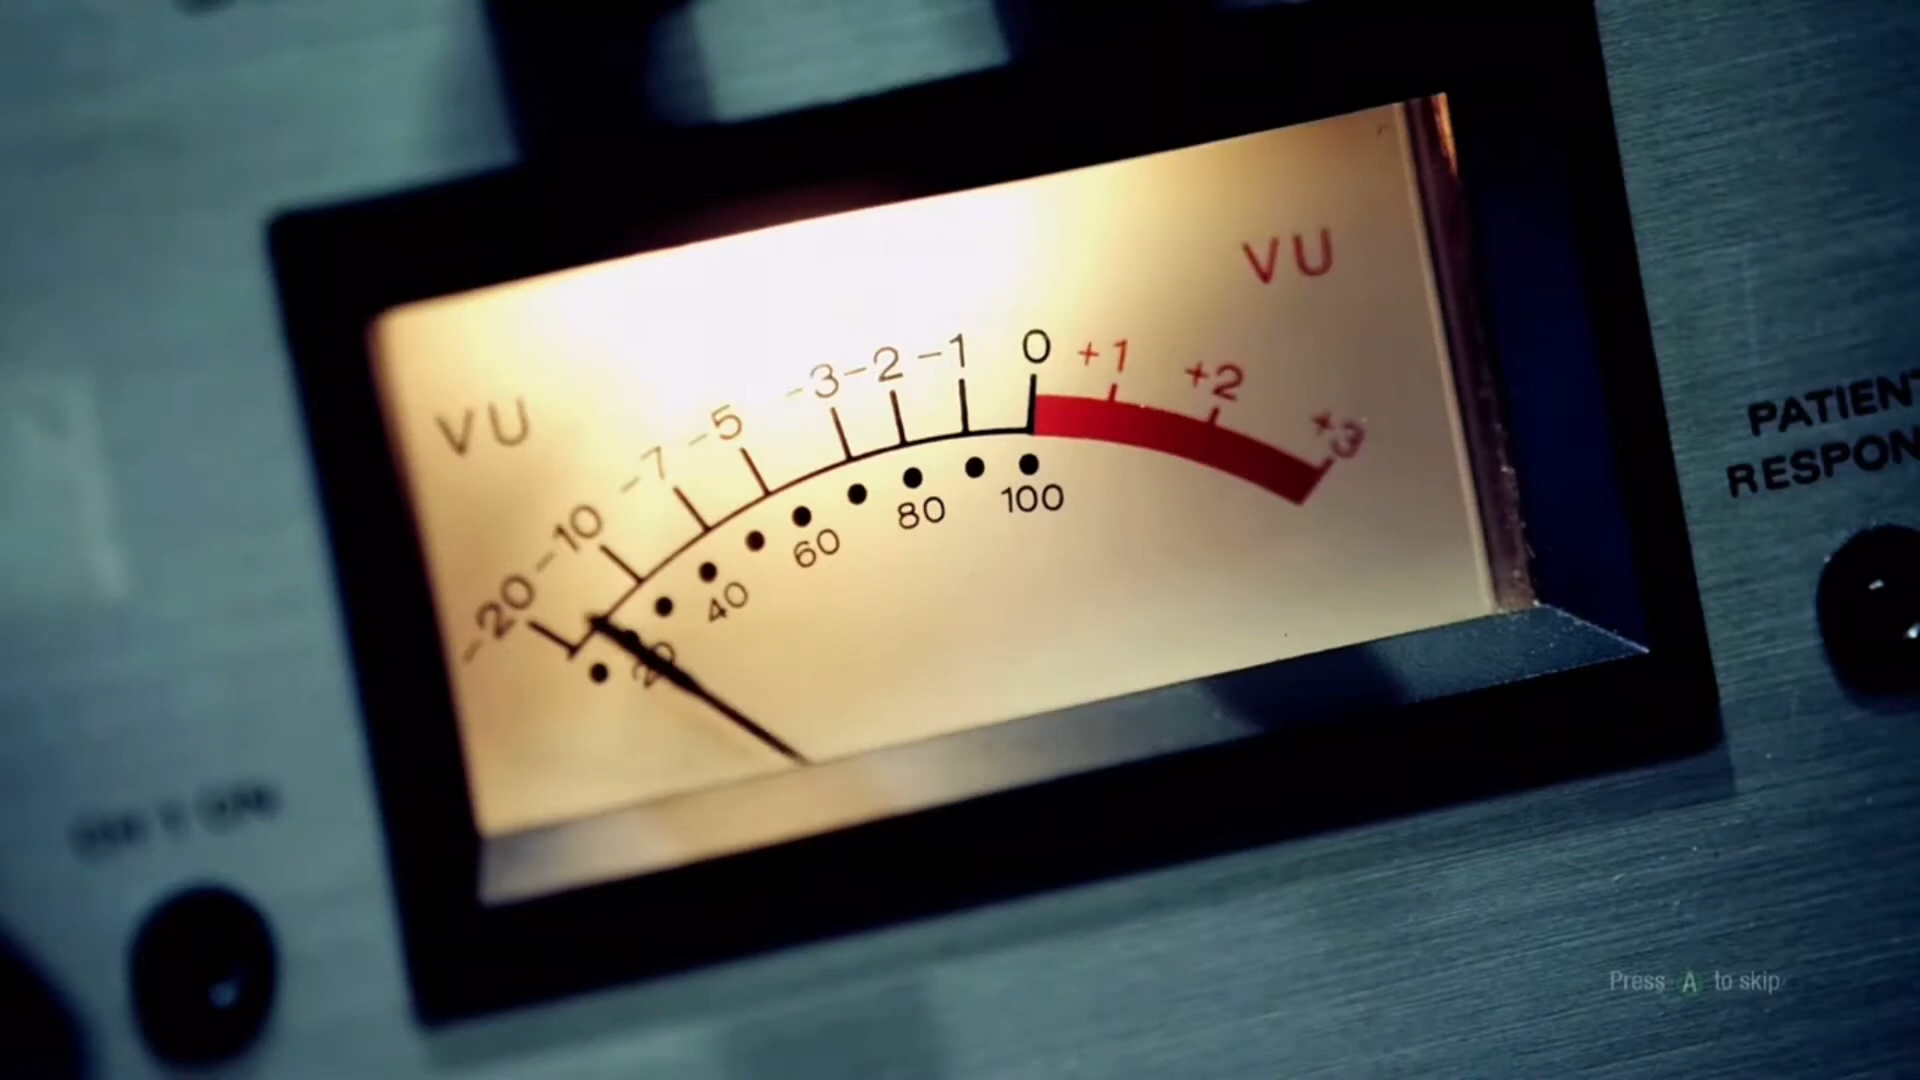 VU
VU
-20 -10 -7 -5 -3 -2 -1 0 +1 +2 +3
20 40 60 80 100
PATIENT
RESPON
Press A to skip